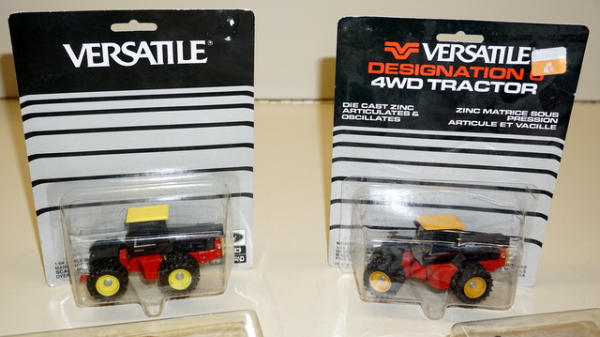 VERSATILE®
VERSATILE
DESIGNATION 6
4WD TRACTOR
DIE CAST ZINC
ARTICULATES &
OSCILLATES
ZINC MATRICE SOUS
PRESSION
ARTICULE ET VACILLE